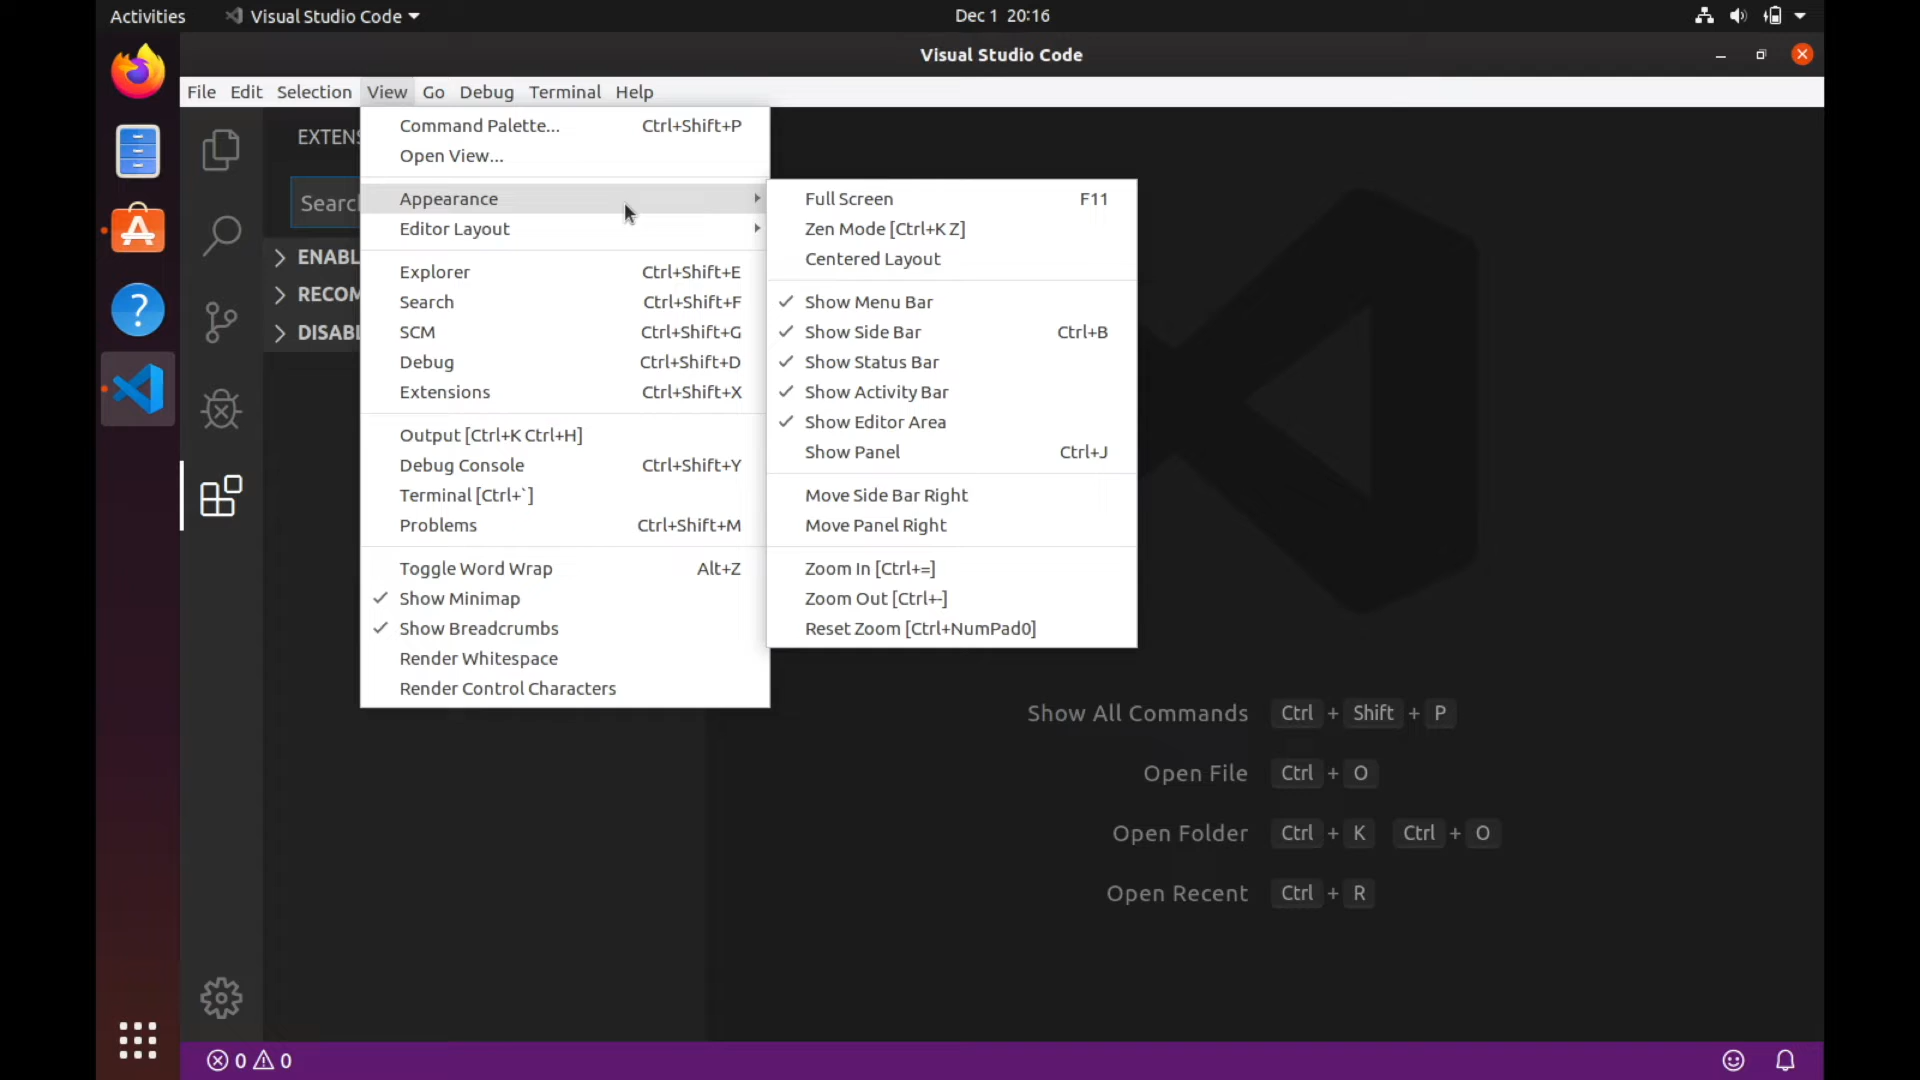 Activities Visual Studio Code Dec 1 20:16
Visual Studio Code
File Edit Selection View Go Debug Terminal Help
EXTENS
Searcl
ENABL
RECOM
DISABL
Command Palette... Ctrl+Shift+P
Open View...
Appearance
Editor Layout
Explorer Ctrl+Shift+E
Search Ctrl+Shift+F
SCM Ctrl+Shift+G
Debug Ctrl+Shift+D
Extensions Ctrl+Shift+X
Output [Ctrl+K Ctrl+H]
Debug Console Ctrl+Shift+Y
Terminal [Ctrl+`]
Problems Ctrl+Shift+M
Toggle Word Wrap Alt+Z
Show Minimap
Show Breadcrumbs
Render Whitespace
Render Control Characters
Full Screen F11
Zen Mode [Ctrl+K Z]
Centered Layout
Show Menu Bar
Show Side Bar Ctrl+B
Show Status Bar
Show Activity Bar
Show Editor Area
Show Panel Ctrl+J
Move Side Bar Right
Move Panel Right
Zoom In [Ctrl+=]
Zoom Out [Ctrl+-]
Reset Zoom [Ctrl+NumPad0]
Show All Commands Ctrl + Shift + P
Open File Ctrl + O
Open Folder Ctrl + K Ctrl + O
Open Recent Ctrl + R
0 0